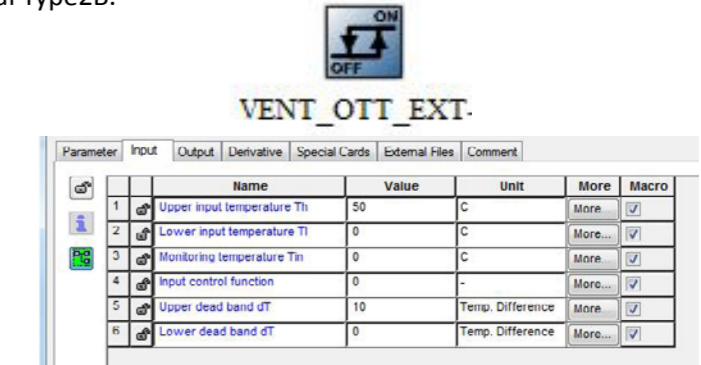 Type2B.
ON
OFF
VENT_OTT_EXT-
Parameter Input Output Derivative Special Cards External Files Comment
Name Value Unit More Macro
1 Upper input temperature Th 50 C More...
2 Lower input temperature Tl 0 C More...
3 Monitoring temperature Tin 0 C More...
4 Input control function 0 - More...
5 Upper dead band dT 10 Temp. Difference More...
6 Lower dead band dT 0 Temp. Difference More...